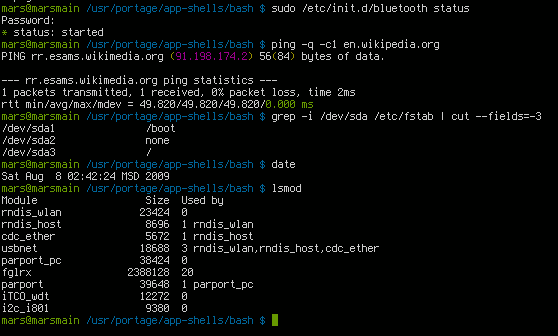 mars@marsmain /usr/portage/app-shells/bash $ sudo /etc/init.d/bluetooth status
Password:
* status: started
mars@marsmain /usr/portage/app-shells/bash $ ping -q -c1 en.wikipedia.org
PING rr.esams.wikimedia.org (91.198.174.2) 56(84) bytes of data.
--- rr.esams.wikimedia.org ping statistics ---
1 packets transmitted, 1 received, 0% packet loss, time 2ms
rtt min/avg/max/mdev = 49.820/49.820/49.820/0.000 ms
mars@marsmain /usr/portage/app-shells/bash $ grep -i /dev/sda /etc/fstab | cut --fields=-3
/dev/sda1 /boot
/dev/sda2 none
/dev/sda3 /
mars@marsmain /usr/portage/app-shells/bash $ date
Sat Aug 8 02:42:24 MSD 2009
mars@marsmain /usr/portage/app-shells/bash $ lsmod
Module Size Used by
rndis_wlan 23424 0
rndis_host 8696 1 rndis_wlan
cdc_ether 5672 1 rndis_host
usbnet 18688 3 rndis_wlan,rndis_host,cdc_ether
parport_pc 38424 0
fglrx 2388128 20
parport 39648 1 parport_pc
iTCO_wdt 12272 0
i2c_i801 9380 0
mars@marsmain /usr/portage/app-shells/bash $